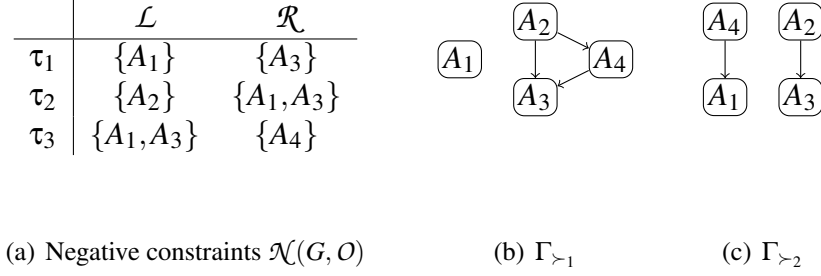 ℒ ℛ
τ₁ {A₁} {A₃}
τ₂ {A₂} {A₁,A₃}
τ₃ {A₁,A₃} {A₄}
A₂
A₁ A₄
A₃
A₄ A₂
A₁ A₃
(a) Negative constraints 𝒩(G,𝒪) (b) Γ≻₁ (c) Γ≻₂